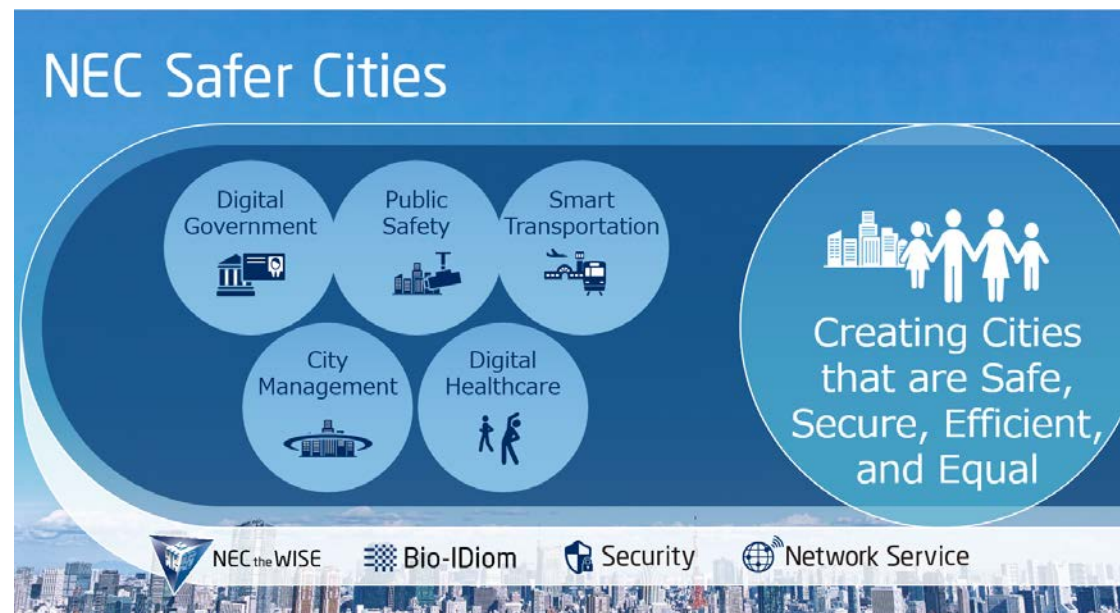 NEC Safer Cities
Digital
Government
Public
Safety
Smart
Transportation
City
Management
Digital
Healthcare
Creating Cities
that are Safe,
Secure, Efficient,
and Equal
NEC the WISE
Bio-IDiom
Security
Network Service